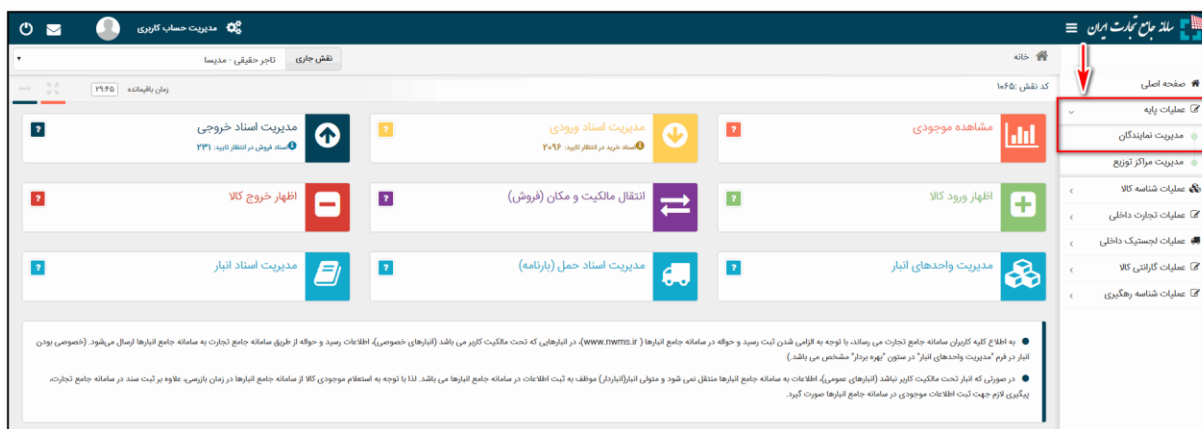 سامانه جامع تجارت ایران
مدیریت حساب کاربری
خانه
نقش جاری
تاجر حقیقی - مدیسا
کد نقش :۱۰۶۵
زمان باقیمانده
۲۹:۴۵
صفحه اصلی
عملیات پایه
مدیریت نمایندگان
مدیریت مراکز توزیع
عملیات شناسه کالا
عملیات تجارت داخلی
عملیات لجستیک داخلی
عملیات گارانتی کالا
عملیات شناسه رهگیری
مشاهده موجودی
?
مدیریت اسناد ورودی
اسناد خرید در انتظار تایید: ۲۰۹۶
?
مدیریت اسناد خروجی
اسناد فروش در انتظار تایید: ۲۳۱
?
اظهار ورود کالا
?
انتقال مالکیت و مکان (فروش)
?
اظهار خروج کالا
?
مدیریت واحدهای انبار
?
مدیریت اسناد حمل (بارنامه)
?
مدیریت اسناد انبار
?
به اطلاع کلیه کاربران سامانه جامع تجارت می رساند، با توجه به الزامی شدن ثبت رسید و حواله در سامانه جامع انبارها ( www.nwms.ir)، در انبارهایی که تحت مالکیت کاربر می باشد (انبارهای خصوصی)، اطلاعات رسید و حواله از طریق سامانه جامع تجارت به سامانه جامع انبارها ارسال می‌شود. (خصوصی بودن
انبار در فرم "مدیریت واحدهای انبار" در ستون "بهره بردار" مشخص می باشد.)
در صورتی که انبار تحت مالکیت کاربر نباشد (انبارهای عمومی)، اطلاعات به سامانه جامع انبارها منتقل نمی شود و متولی انبار(انباردار) موظف به ثبت اطلاعات در سامانه جامع انبارها می باشد. لذا با توجه به استعلام موجودی کالا از سامانه جامع انبارها در زمان بازرسی، علاوه بر ثبت سند در سامانه جامع تجارت،
پیگیری لازم جهت ثبت اطلاعات موجودی در سامانه جامع انبارها صورت گیرد.